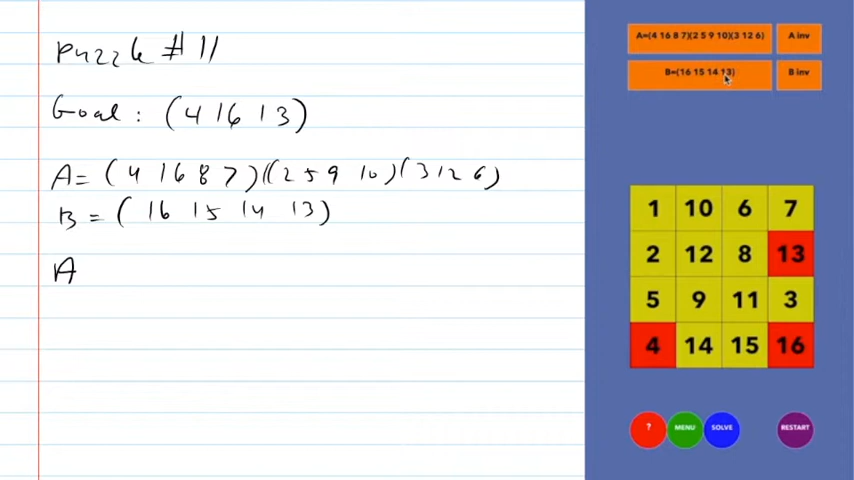 Puzzle # 11
Goal : (4 16 13)
A= (4 16 8 7)(2 5 9 10)(3 12 6)
B = (16 15 14 13)
A
A=(4 16 8 7)(2 5 9 10)(3 12 6)
A inv
B=(16 15 14 13)
B inv
1 10 6 7
2 12 8 13
5 9 11 3
4 14 15 16
? MENU SOLVE RESTART